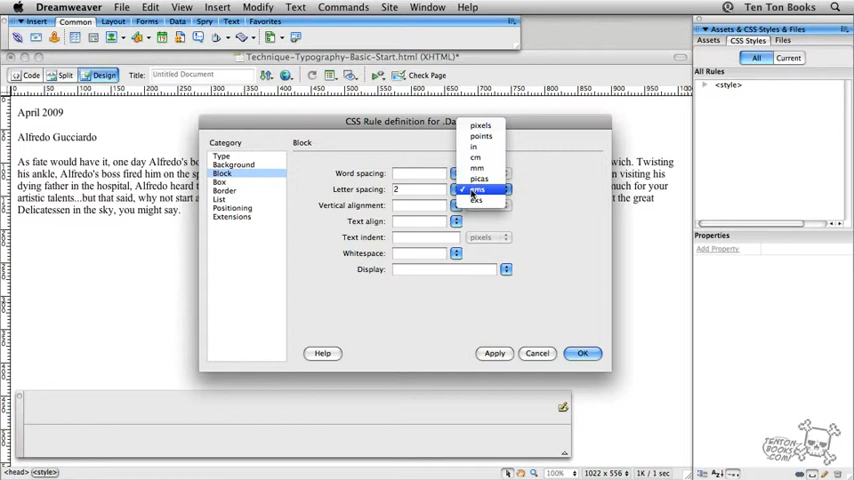 Dreamweaver File Edit View Insert Modify Text Commands Site Window Help Ten Ton Books
Insert Common Layout Forms Data Spry Text Favorites
Technique-Typography-Basic-Start.html (XHTML)*
Code Split Design Title: Untitled Document Check Page
Assets & CSS Styles & Files
Assets CSS Styles Files
All Current
All Rules
<style>
April 2009
Alfredo Gucciardo
As fate would have it, one day Alfredo's bo
wich. Twisting
his ankle, Alfredo's boss fired him on the sp
n visiting his
dying father in the hospital, Alfredo heard t
much for your
artistic talents...but that said, why not start a
t the great
Delicatessen in the sky, you might say.
CSS Rule definition for .Da
Category
Type
Background
Block
Box
Border
List
Positioning
Extensions
Block
Word spacing:
Letter spacing: 2
Vertical alignment:
Text align:
Text indent: pixels
Whitespace:
Display:
pixels
points
in
cm
mm
picas
ems
exs
Help Apply Cancel OK
Properties
Add Property
TENTON
BOOKS.COM!
<head> <style> 100% 1022 x 556 1K / 1 sec